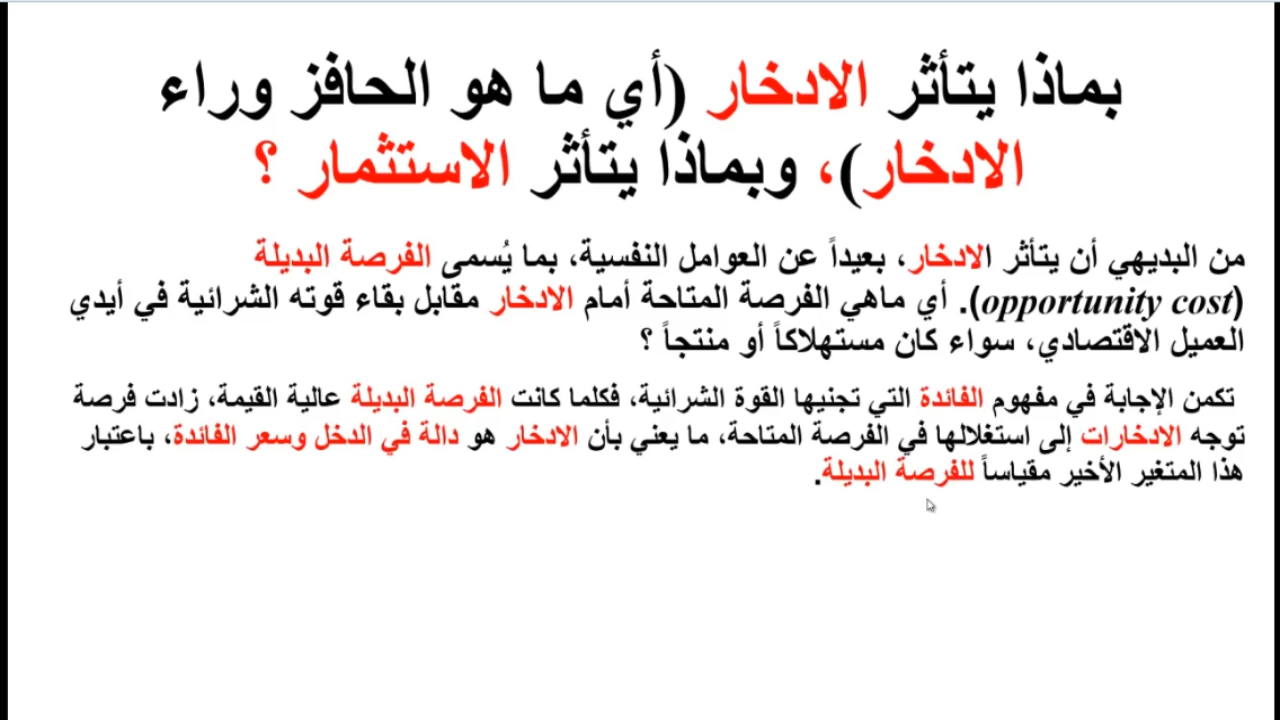 بماذا يتأثر الادخار (أي ما هو الحافز وراء
الادخار)، وبماذا يتأثر الاستثمار ؟
من البديهي أن يتأثر الادخار، بعيداً عن العوامل النفسية، بما يُسمى الفرصة البديلة
(opportunity cost). أي ماهي الفرصة المتاحة أمام الادخار مقابل بقاء قوته الشرائية في أيدي
العميل الاقتصادي، سواء كان مستهلاكاً أو منتجاً ؟
تكمن الإجابة في مفهوم الفائدة التي تجنيها القوة الشرائية، فكلما كانت الفرصة البديلة عالية القيمة، زادت فرصة
توجه الادخارات إلى استغلالها في الفرصة المتاحة، ما يعني بأن الادخار هو دالة في الدخل وسعر الفائدة، باعتبار
هذا المتغير الأخير مقياساً للفرصة البديلة.